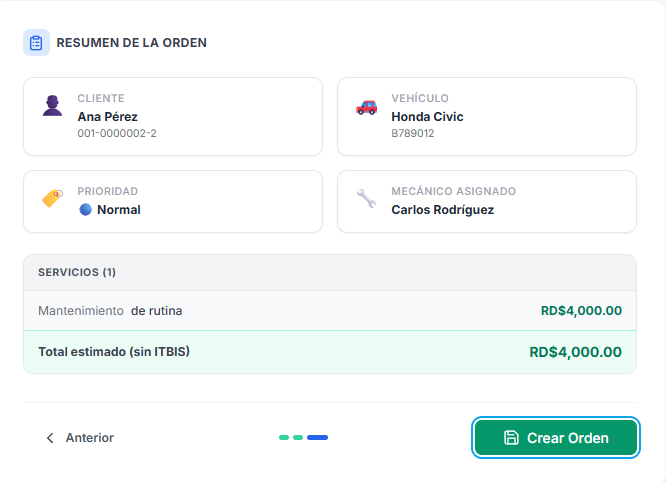 RESUMEN DE LA ORDEN
CLIENTE
Ana Pérez
001-0000002-2
VEHÍCULO
Honda Civic
B789012
PRIORIDAD
Normal
MECÁNICO ASIGNADO
Carlos Rodríguez
SERVICIOS (1)
Mantenimiento de rutina RD$4,000.00
Total estimado (sin ITBIS) RD$4,000.00
Anterior
Crear Orden